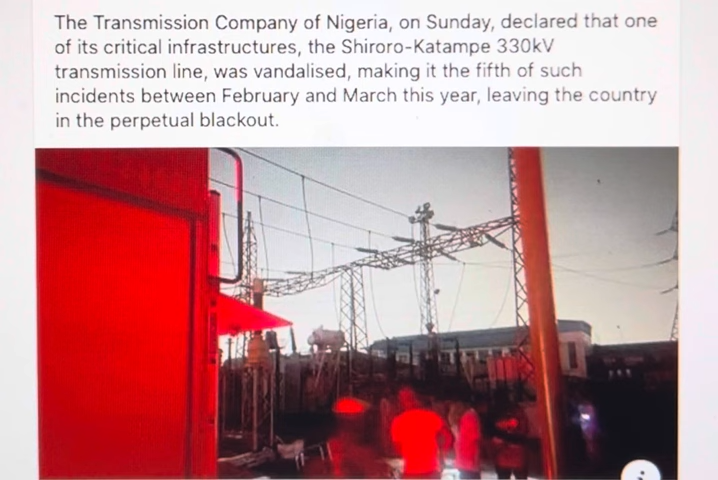 The Transmission Company of Nigeria, on Sunday, declared that one
of its critical infrastructures, the Shiroro-Katampe 330kV
transmission line, was vandalised, making it the fifth of such
incidents between February and March this year, leaving the country
in the perpetual blackout.